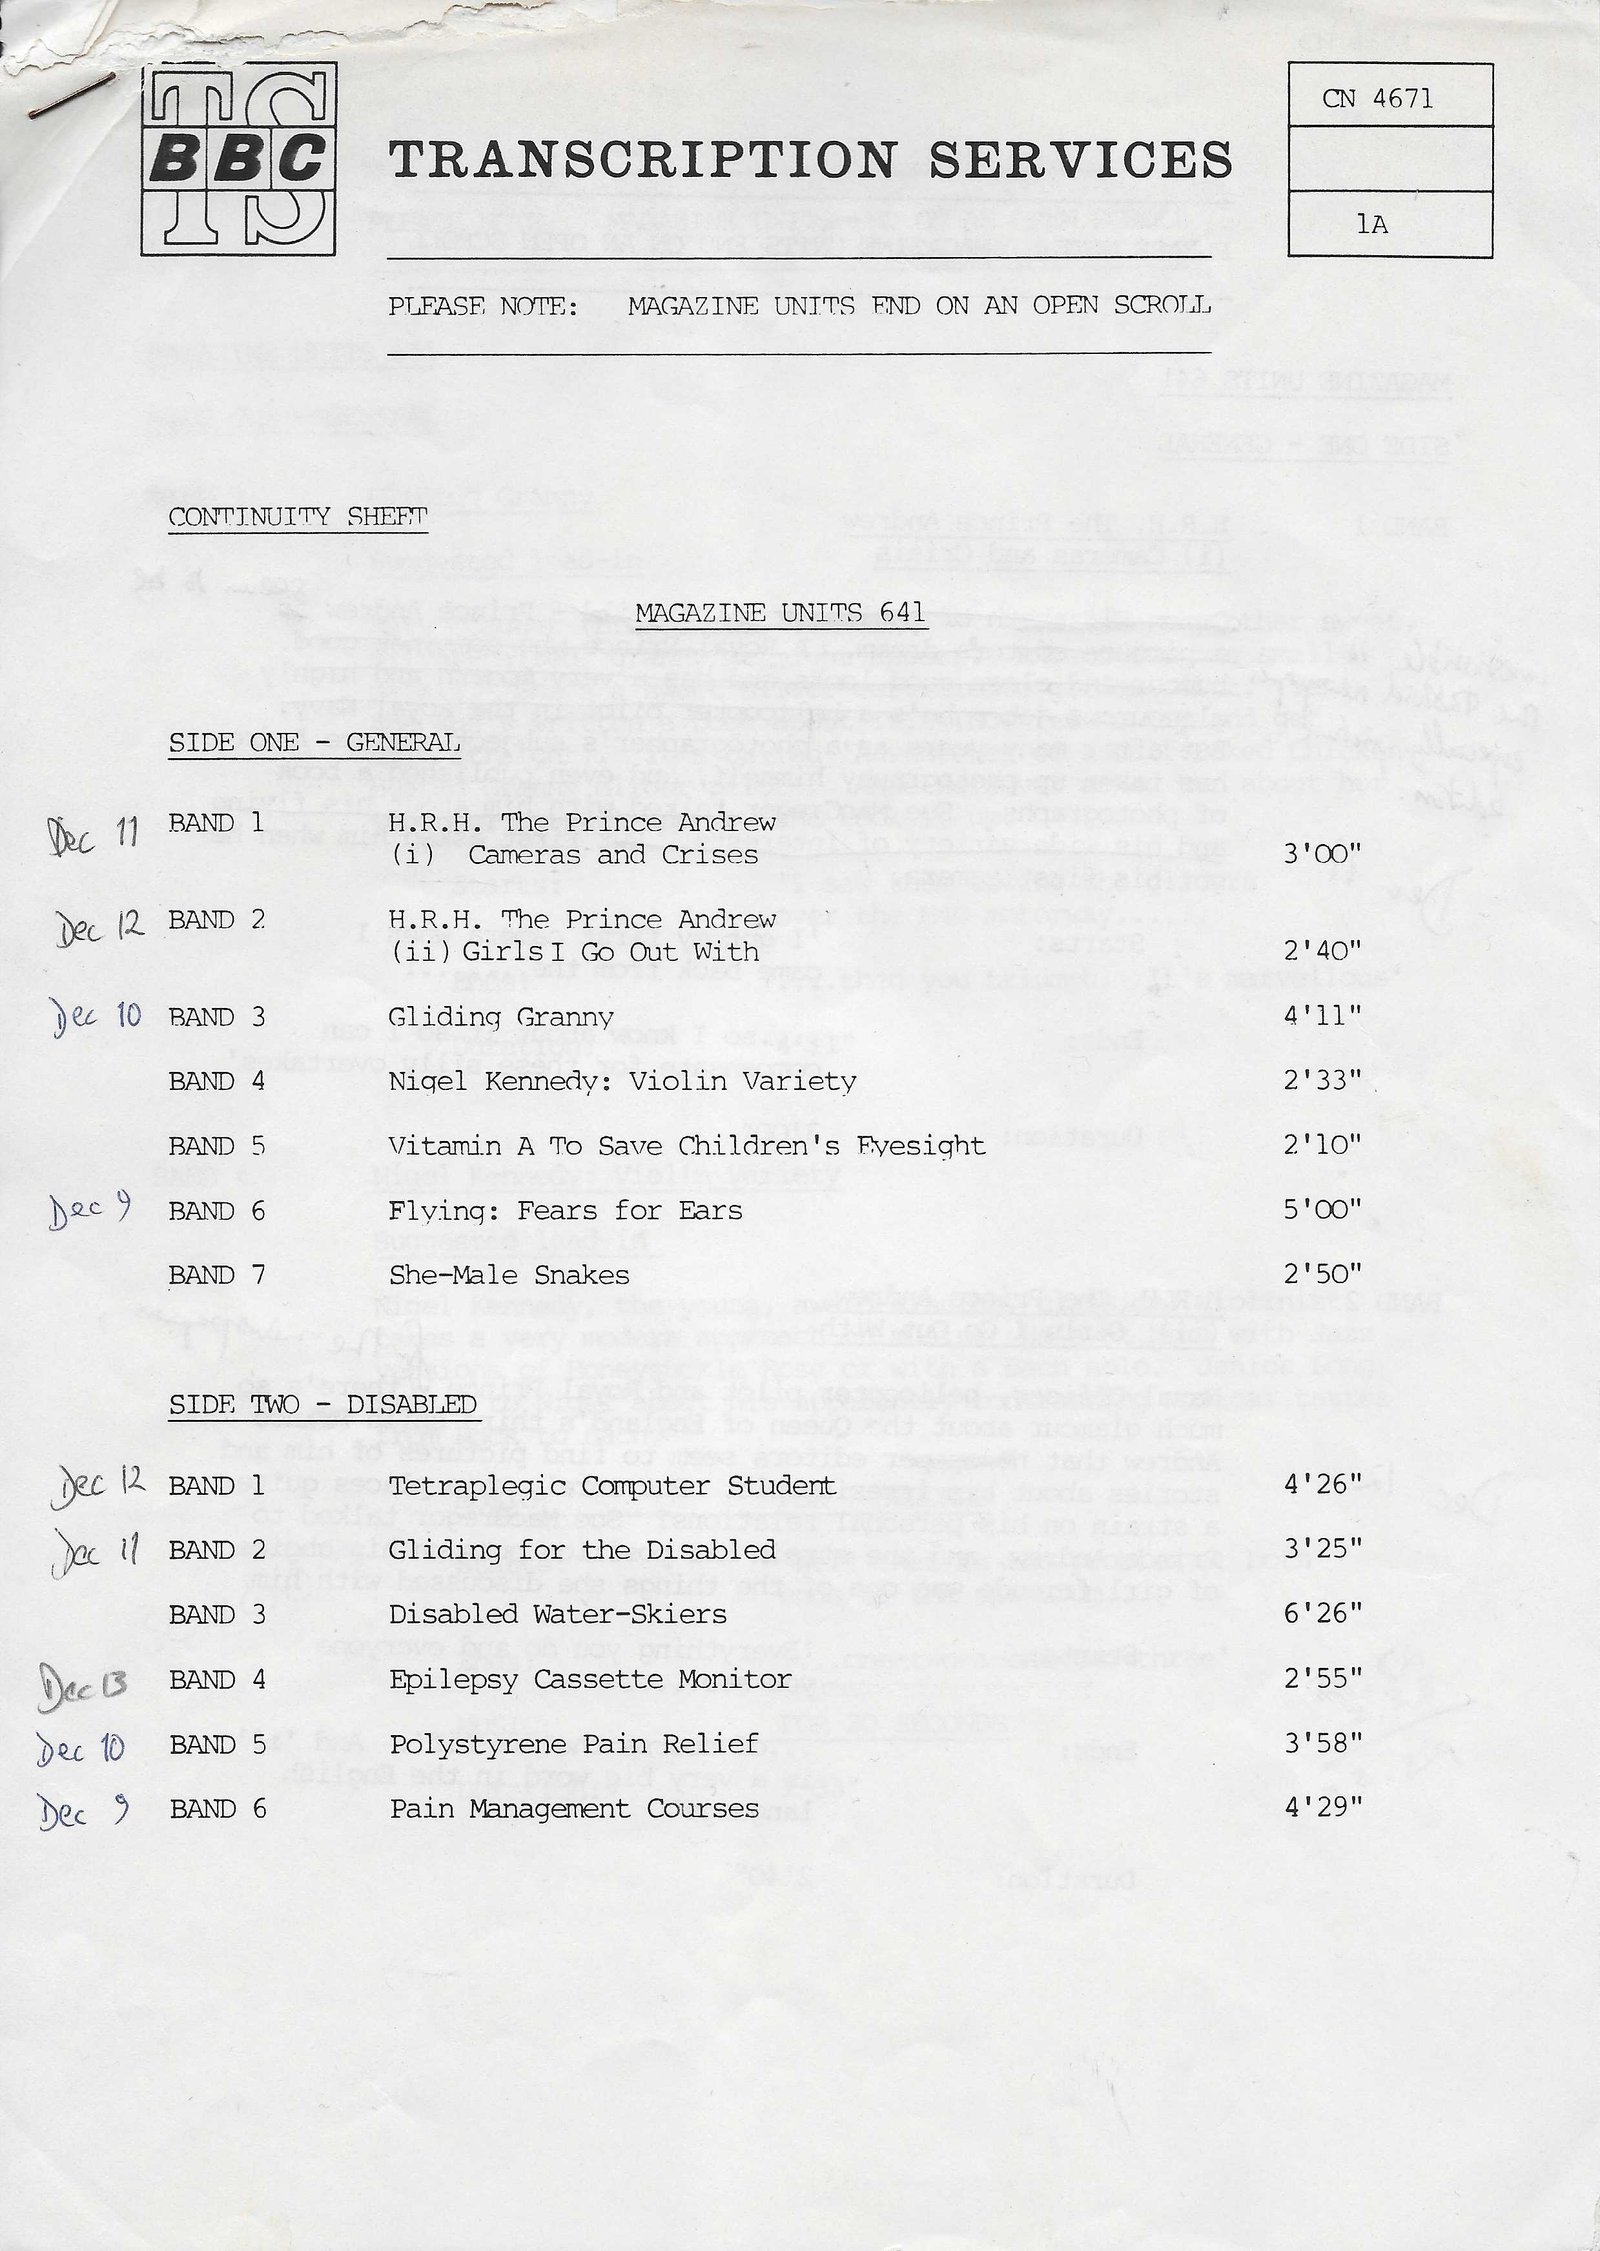 TS
BBC
TS
TRANSCRIPTION SERVICES
CN 4671
1A
PLEASE NOTE: MAGAZINE UNITS END ON AN OPEN SCROLL
CONTINUITY SHEET
MAGAZINE UNITS 641
SIDE ONE - GENERAL
Dec 11 BAND 1 H.R.H. The Prince Andrew
(i) Cameras and Crises 3'00"
Dec 12 BAND 2 H.R.H. The Prince Andrew
(ii) Girls I Go Out With 2'40"
Dec 10 BAND 3 Gliding Granny 4'11"
BAND 4 Nigel Kennedy: Violin Variety 2'33"
BAND 5 Vitamin A To Save Children's Eyesight 2'10"
Dec 9 BAND 6 Flying: Fears for Ears 5'00"
BAND 7 She-Male Snakes 2'50"
SIDE TWO - DISABLED
Dec 12 BAND 1 Tetraplegic Computer Student 4'26"
Dec 11 BAND 2 Gliding for the Disabled 3'25"
BAND 3 Disabled Water-Skiers 6'26"
Dec 13 BAND 4 Epilepsy Cassette Monitor 2'55"
Dec 10 BAND 5 Polystyrene Pain Relief 3'58"
Dec 9 BAND 6 Pain Management Courses 4'29"